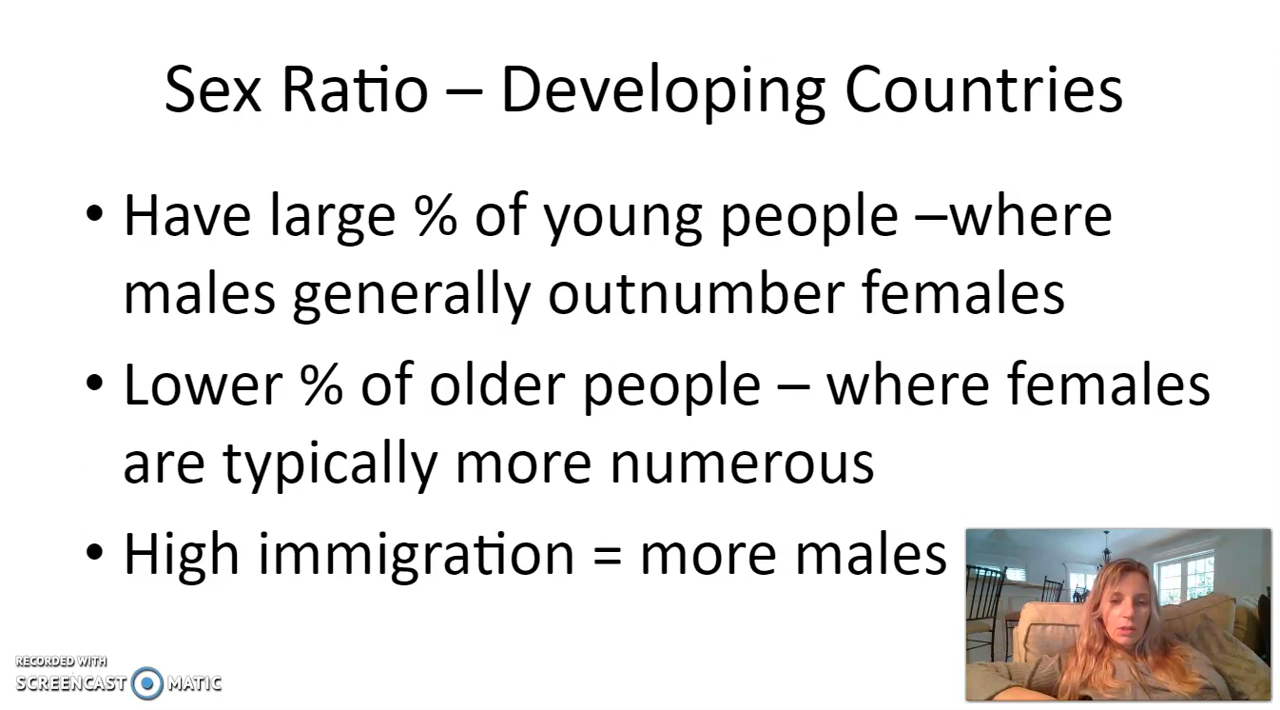 Sex Ratio – Developing Countries
• Have large % of young people –where
males generally outnumber females
• Lower % of older people – where females
are typically more numerous
• High immigration = more males
RECORDED WITH
SCREENCAST MATIC